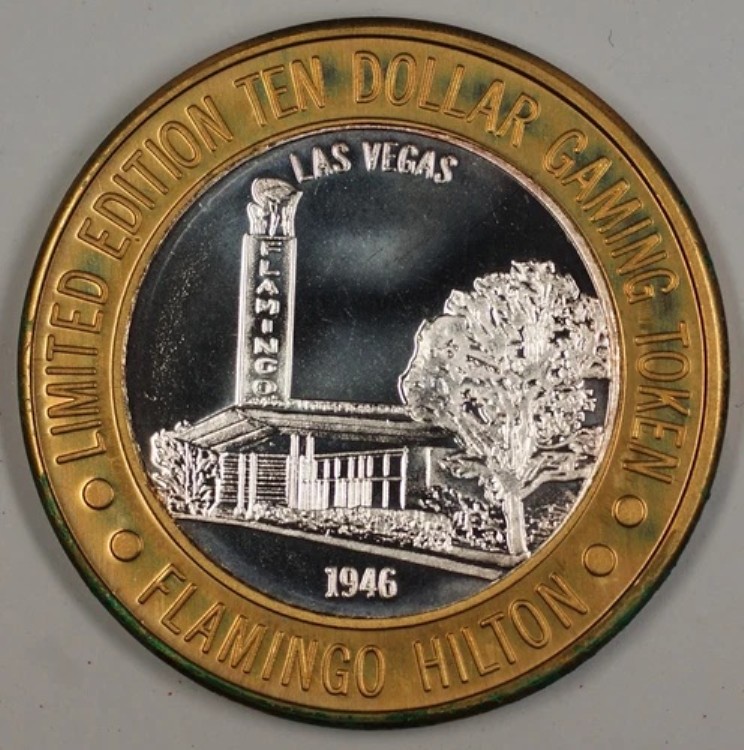 LIMITED EDITION TEN DOLLAR GAMING TOKEN
LAS VEGAS
FLAMINGO
1946
FLAMINGO HILTON